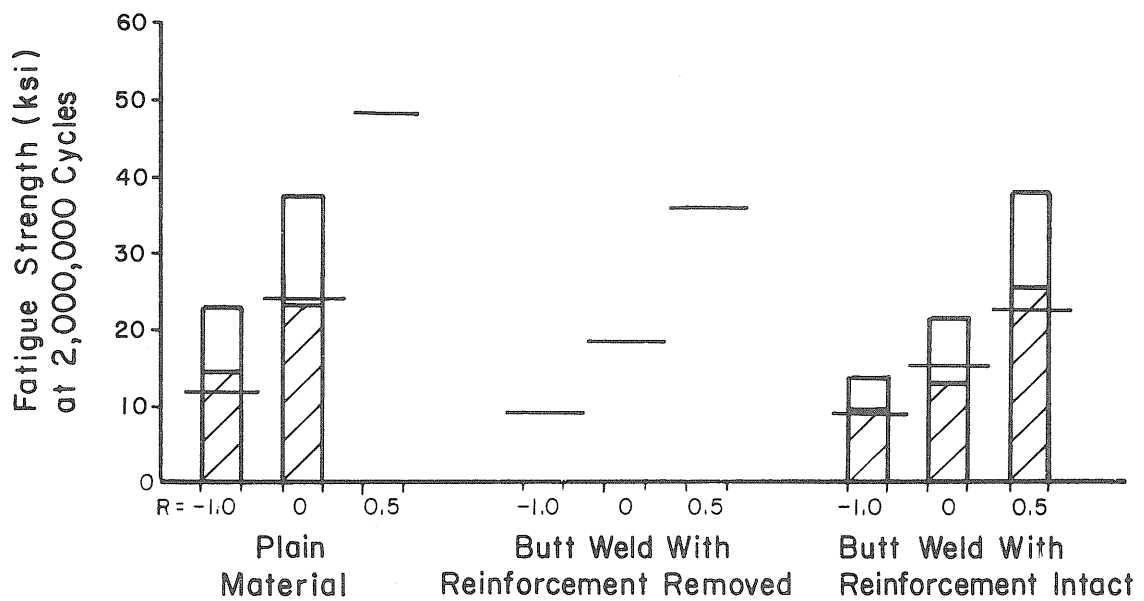 Fatigue Strength (ksi)
at 2,000,000 Cycles
60
50
40
30
20
10
0
R = -1.0 0 0.5
-1.0 0 0.5
-1.0 0 0.5
Plain
Material
Butt Weld With
Reinforcement Removed
Butt Weld With
Reinforcement Intact